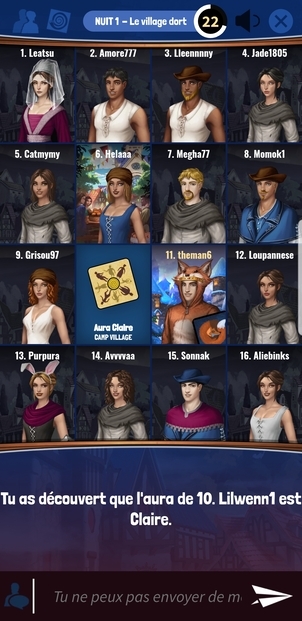 NUIT 1 – Le village dort
22
1. Leatsu
2. Amore777
3. Lleennnny
4. Jade1805
5. Catmymy
6. Helaaa
7. Megha77
8. Momok1
9. Grisou97
Aura Claire
CAMP VILLAGE
11. theman6
12. Loupannese
13. Purpura
14. Avvvvaa
15. Sonnak
16. Aliebinks
Tu as découvert que l'aura de 10. Lilwenn1 est
Claire.
Tu ne peux pas envoyer de m